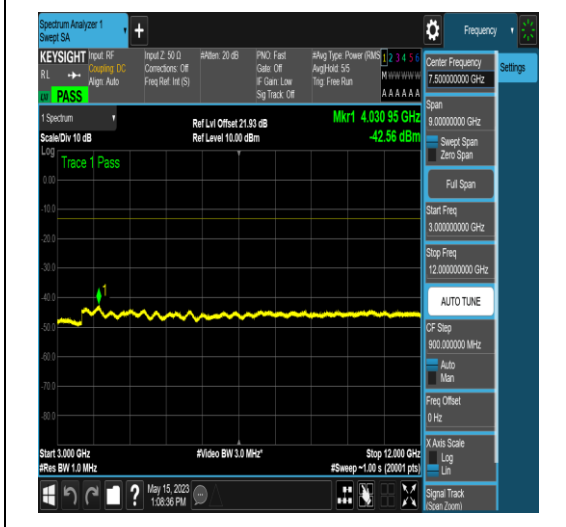 Spectrum Analyzer 1
Swept SA
+
Frequency
KEYSIGHT
Input: RF
Coupling: DC
Align: Auto
Input Z: 50 Ω
Corrections: Off
Freq Ref: Int (S)
#Atten: 20 dB
PNO: Fast
Gate: Off
IF Gain: Low
Sig Track: Off
#Avg Type: Power (RMS)
Avg|Hold: 5/5
Trig: Free Run
1 2 3 4 5 6
M W W W W W
A A A A A A
RL
PASS
1 Spectrum
Scale/Div 10 dB
Ref Lvl Offset 21.93 dB
Ref Level 10.00 dBm
Mkr1 4.030 95 GHz
-42.56 dBm
Log
Trace 1 Pass
0.00
-10.0
-20.0
-30.0
-40.0
-50.0
-60.0
-70.0
-80.0
1
Start 3.000 GHz
#Res BW 1.0 MHz
#Video BW 3.0 MHz*
Stop 12.000 GHz
#Sweep ~1.00 s (20001 pts)
Settings
Center Frequency
7.500000000 GHz
Span
9.00000000 GHz
Swept Span
Zero Span
Full Span
Start Freq
3.000000000 GHz
Stop Freq
12.000000000 GHz
AUTO TUNE
CF Step
900.000000 MHz
Auto
Man
Freq Offset
0 Hz
X Axis Scale
Log
Lin
Signal Track
(Span Zoom)
?
May 15, 2023
1:08:36 PM